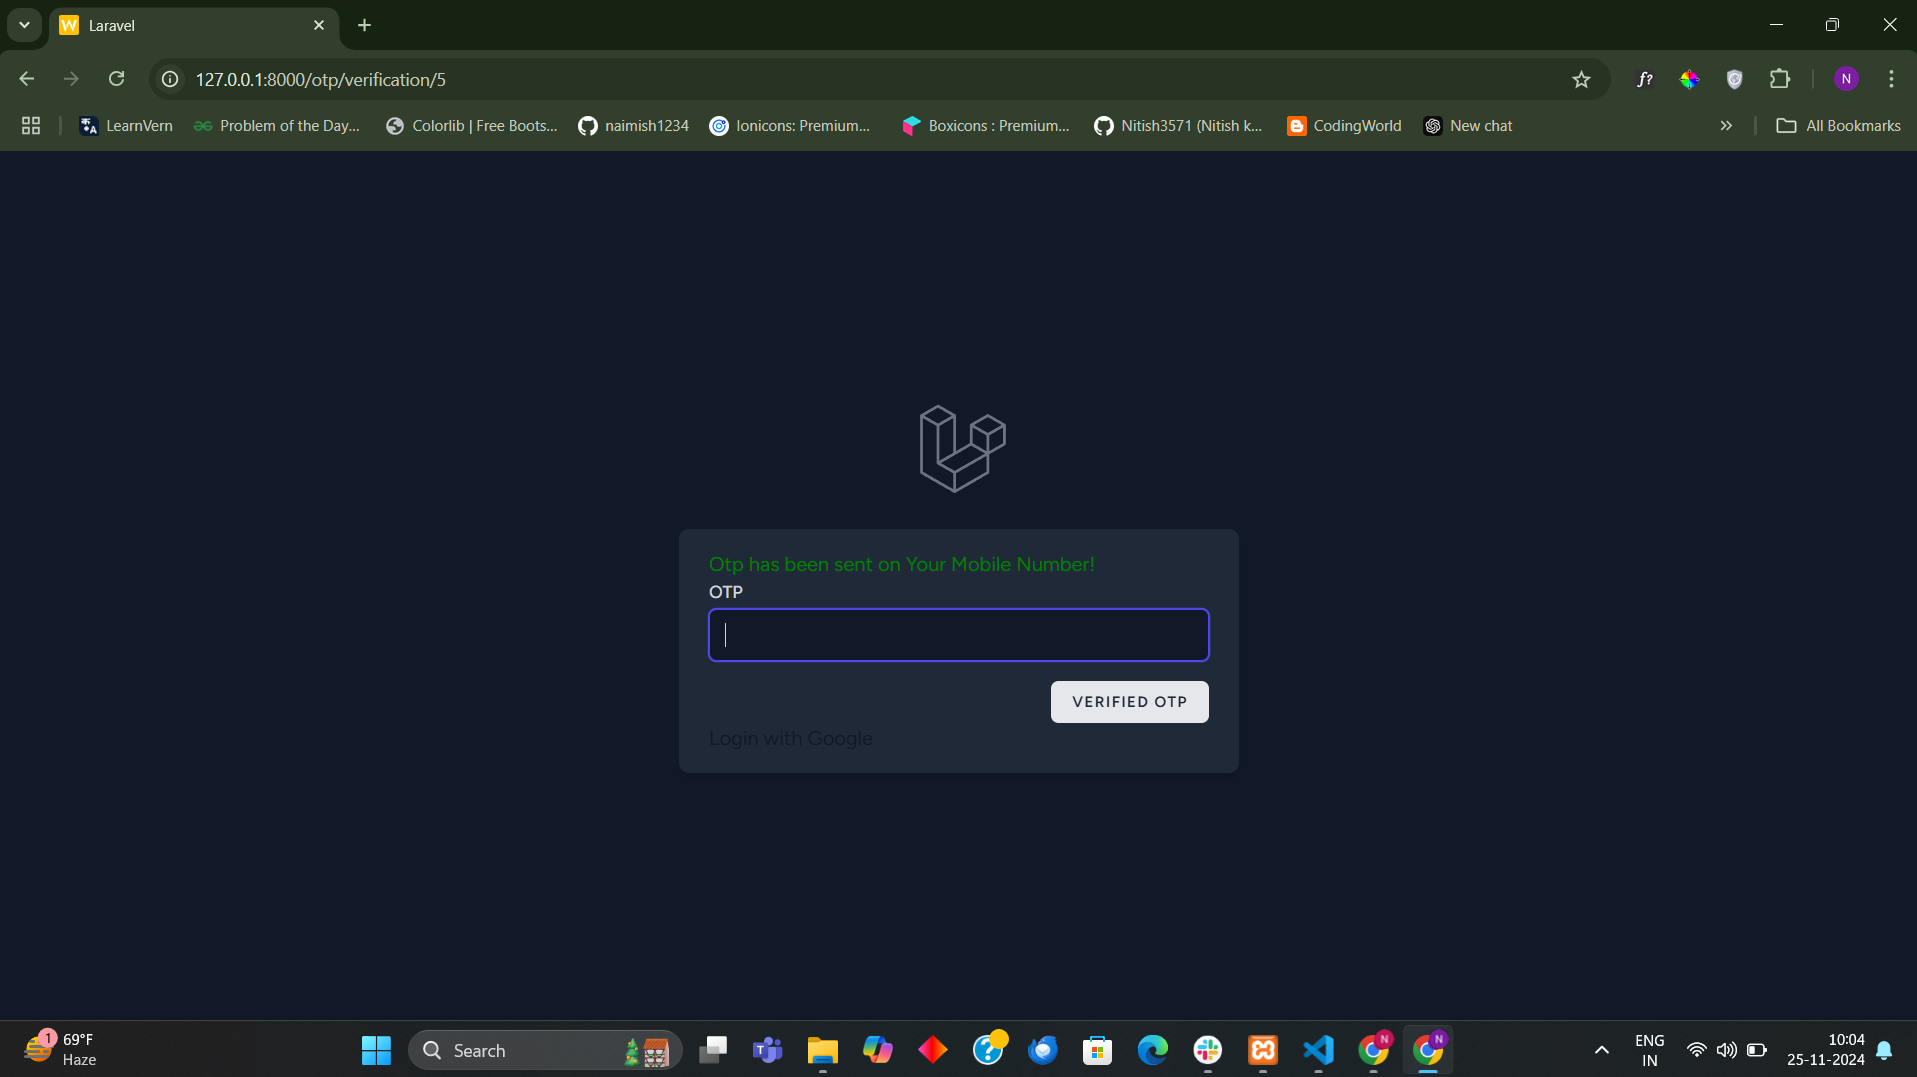 W
Laravel
127.0.0.1:8000/otp/verification/5
f?
N
LearnVern
Problem of the Day...
Colorlib | Free Boots...
naimish1234
Ionicons: Premium...
Boxicons : Premium...
Nitish3571 (Nitish k...
CodingWorld
New chat
All Bookmarks
Otp has been sent on Your Mobile Number!
OTP
VERIFIED OTP
Login with Google
1
69°F
Haze
Search
N
N
ENG
IN
10:04
25-11-2024